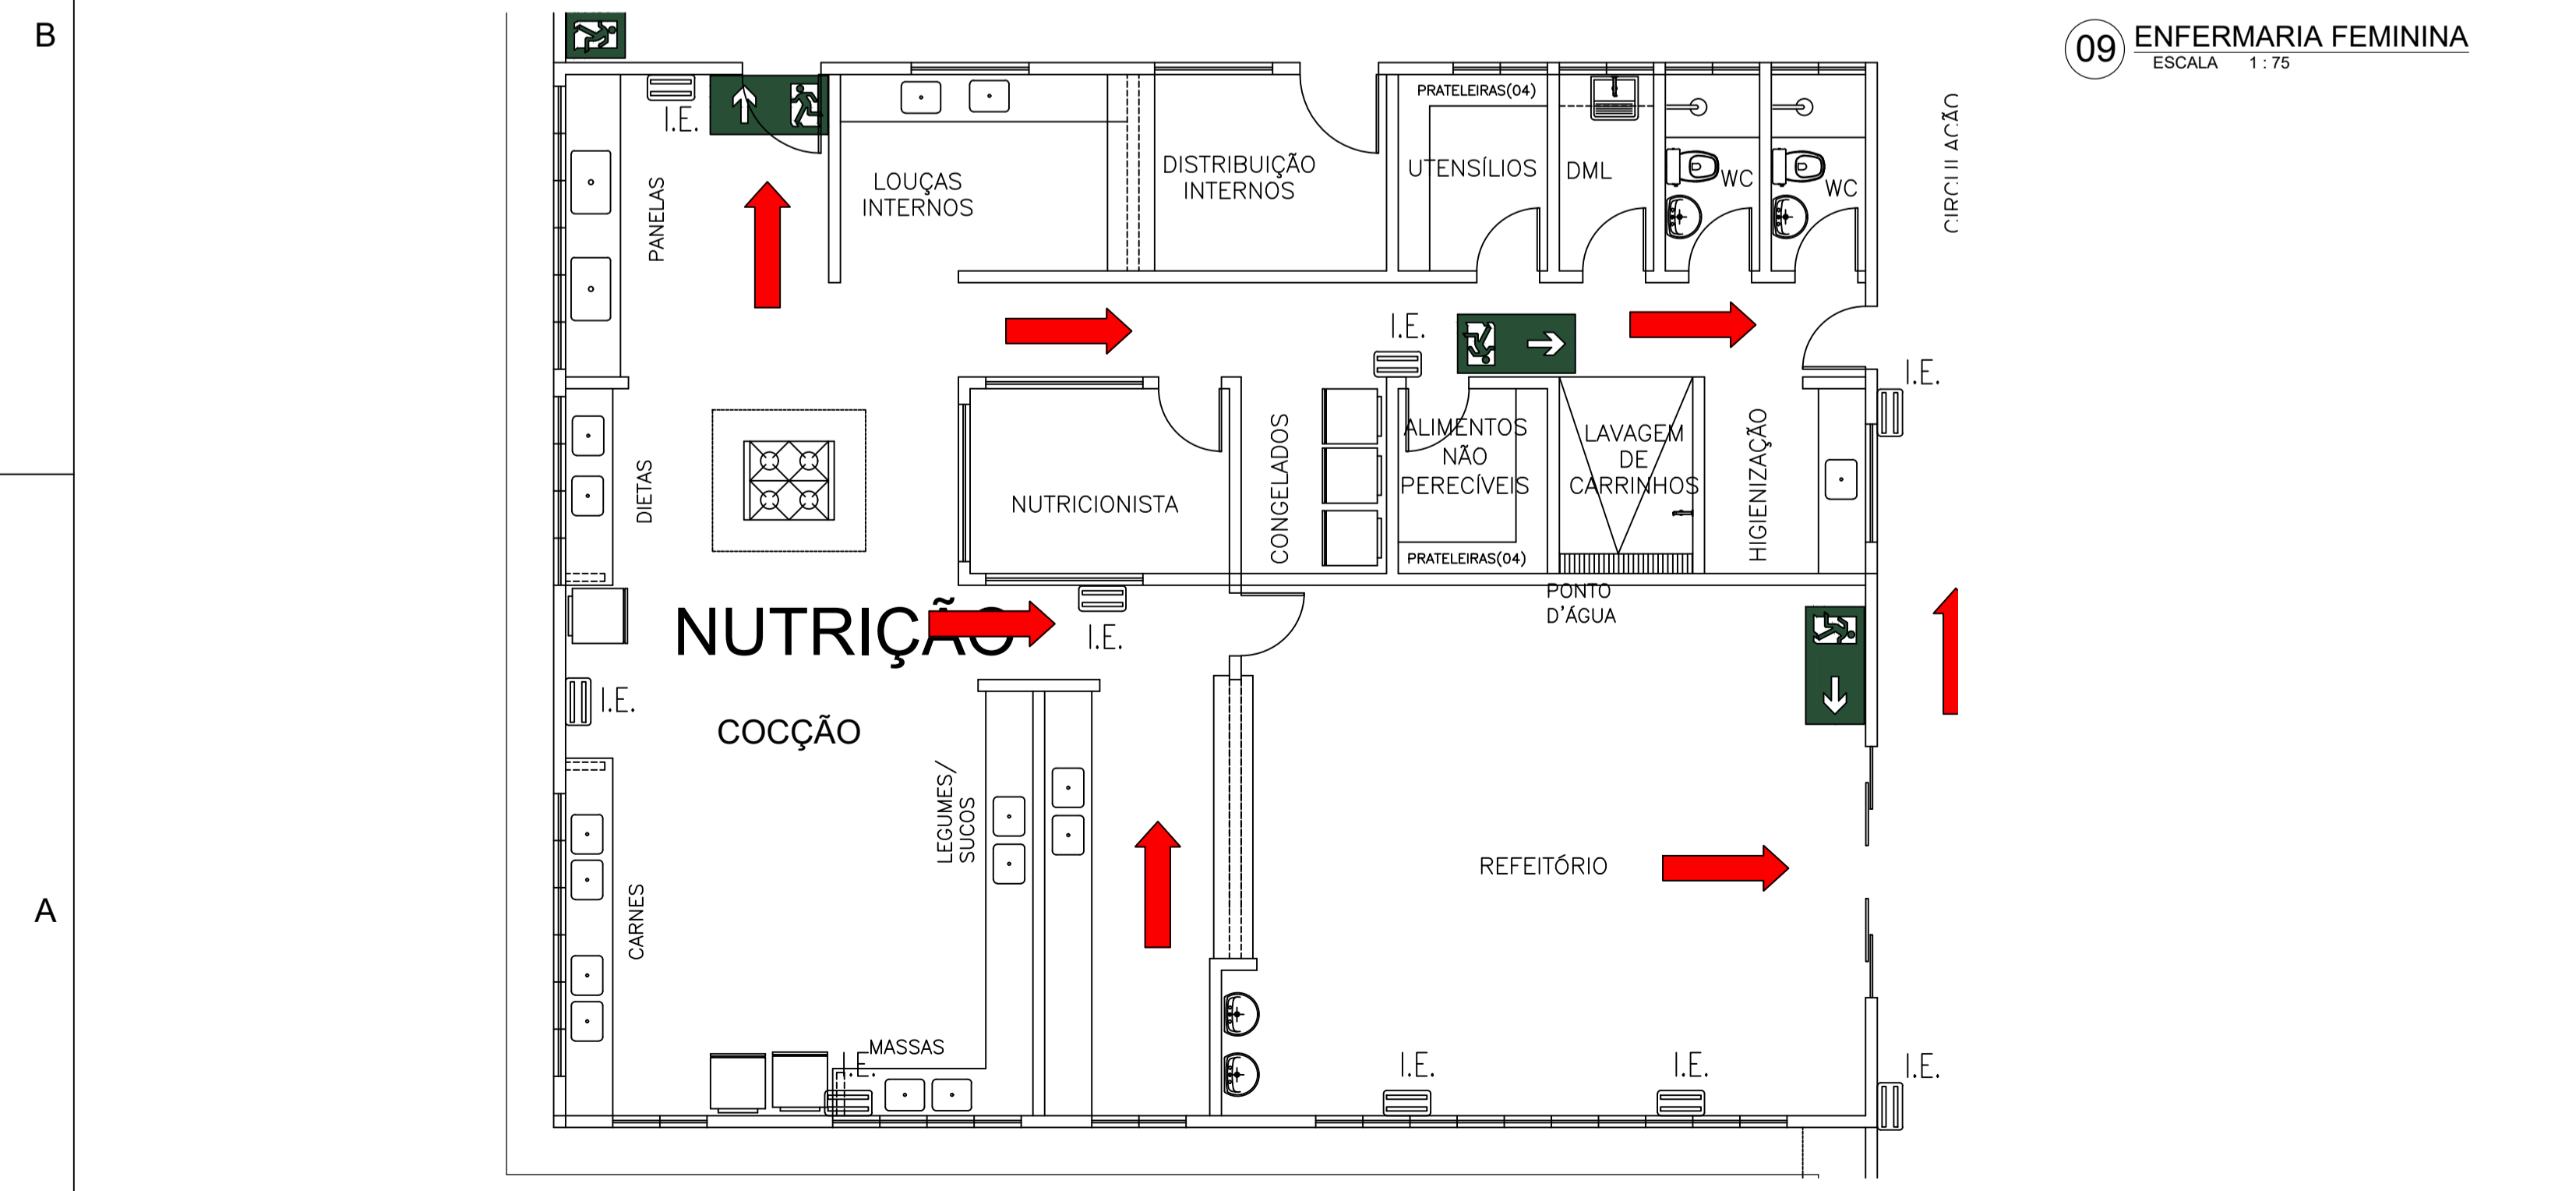 B
09
ENFERMARIA FEMININA
ESCALA 1 : 75
I.E.
PANELAS
LOUÇAS
INTERNOS
DISTRIBUIÇÃO
INTERNOS
PRATELEIRAS(04)
UTENSÍLIOS
DML
WC
WC
CIRCULAÇÃO
I.E.
I.E.
DIETAS
NUTRICIONISTA
CONGELADOS
ALIMENTOS
NÃO
PERECÍVEIS
PRATELEIRAS(04)
LAVAGEM
DE
CARRINHOS
HIGIENIZAÇÃO
PONTO
D'ÁGUA
NUTRIÇÃO
I.E.
I.E.
COCÇÃO
LEGUMES/
SUCOS
CARNES
REFEITÓRIO
A
MASSAS
I.E.
I.E.
I.E.
I.E.